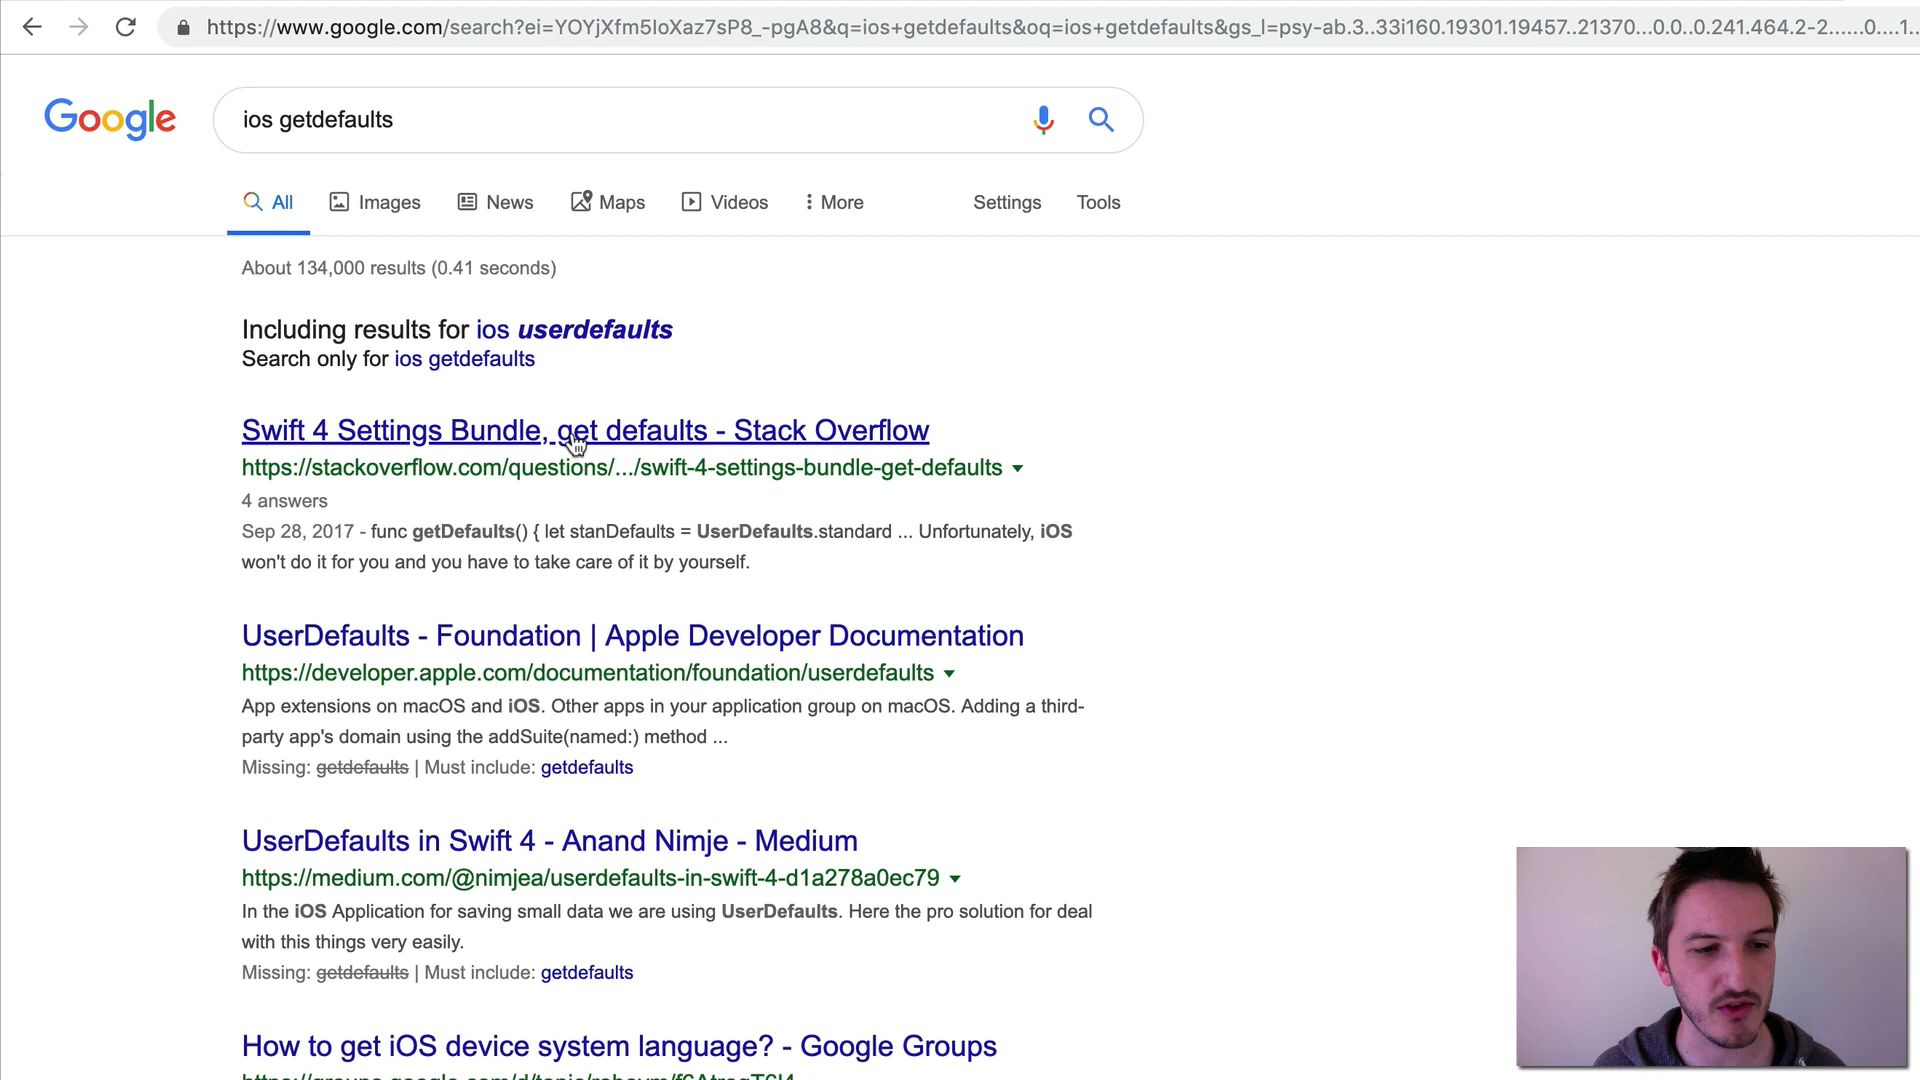 https://www.google.com/search?ei=YOYjXfm5IoXaz7sP8_-pgA8&q=ios+getdefaults&oq=ios+getdefaults&gs_l=psy-ab.3..33i160.19301.19457..21370...0.0..0.241.464.2-2......0....1..
Google
ios getdefaults
All Images News Maps Videos More Settings Tools
About 134,000 results (0.41 seconds)
Including results for ios userdefaults
Search only for ios getdefaults
Swift 4 Settings Bundle, get defaults - Stack Overflow
https://stackoverflow.com/questions/.../swift-4-settings-bundle-get-defaults
4 answers
Sep 28, 2017 - func getDefaults() { let stanDefaults = UserDefaults.standard ... Unfortunately, iOS
won't do it for you and you have to take care of it by yourself.
UserDefaults - Foundation | Apple Developer Documentation
https://developer.apple.com/documentation/foundation/userdefaults
App extensions on macOS and iOS. Other apps in your application group on macOS. Adding a third-
party app's domain using the addSuite(named:) method ...
Missing: getdefaults | Must include: getdefaults
UserDefaults in Swift 4 - Anand Nimje - Medium
https://medium.com/@nimjea/userdefaults-in-swift-4-d1a278a0ec79
In the iOS Application for saving small data we are using UserDefaults. Here the pro solution for deal
with this things very easily.
Missing: getdefaults | Must include: getdefaults
How to get iOS device system language? - Google Groups